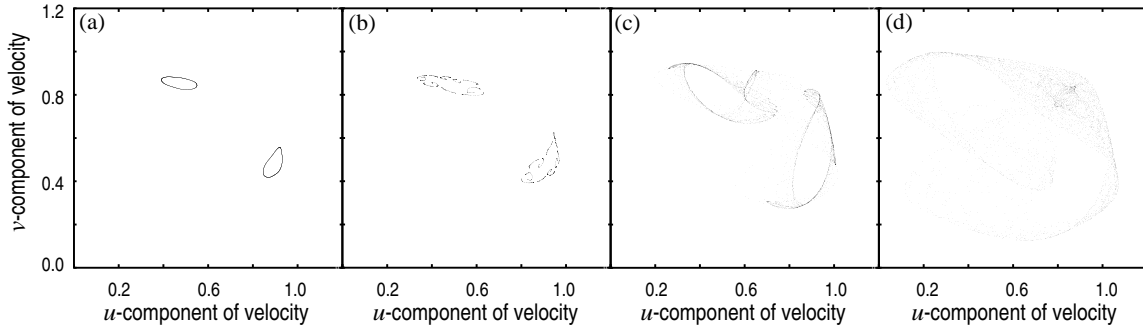 1.2 (a) (b) (c) (d)
0.8
0.4
0.0
v-component of velocity
0.2 0.6 1.0 0.2 0.6 1.0 0.2 0.6 1.0 0.2 0.6 1.0
u-component of velocity u-component of velocity u-component of velocity u-component of velocity